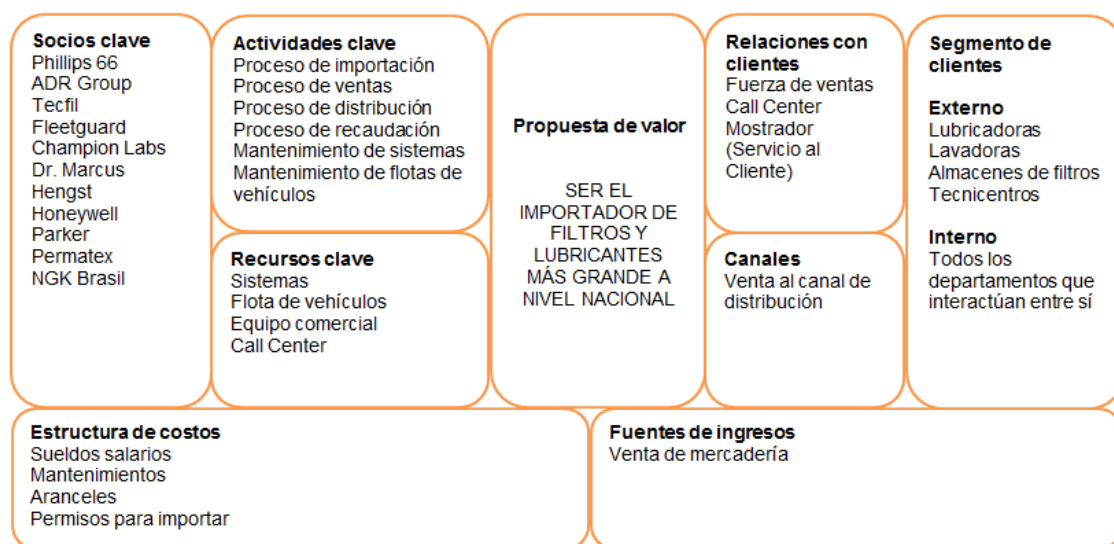 Socios clave
Phillips 66
ADR Group
Tecfil
Fleetguard
Champion Labs
Dr. Marcus
Hengst
Honeywell
Parker
Permatex
NGK Brasil
Actividades clave
Proceso de importación
Proceso de ventas
Proceso de distribución
Proceso de recaudación
Mantenimiento de sistemas
Mantenimiento de flotas de
vehículos
Recursos clave
Sistemas
Flota de vehículos
Equipo comercial
Call Center
Propuesta de valor
SER EL
IMPORTADOR DE
FILTROS Y
LUBRICANTES
MÁS GRANDE A
NIVEL NACIONAL
Relaciones con
clientes
Fuerza de ventas
Call Center
Mostrador
(Servicio al
Cliente)
Canales
Venta al canal de
distribución
Segmento de
clientes
Externo
Lubricadoras
Lavadoras
Almacenes de filtros
Tecnicentros
Interno
Todos los
departamentos que
interactúan entre sí
Estructura de costos
Sueldos salarios
Mantenimientos
Aranceles
Permisos para importar
Fuentes de ingresos
Venta de mercadería